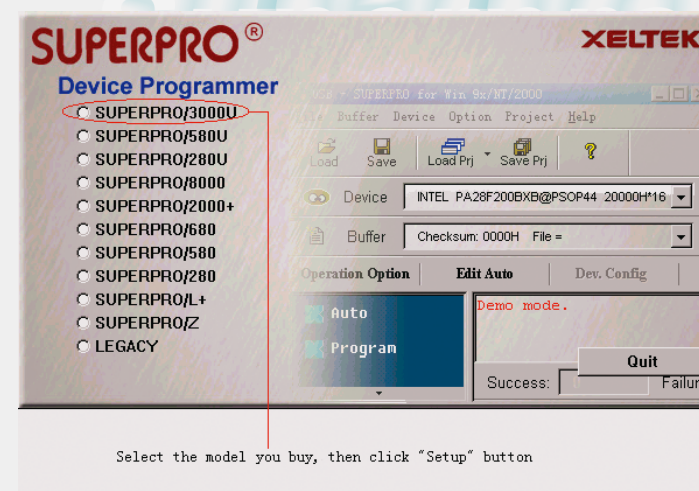 SUPERPRO®
XELTEK
Device Programmer
SUPERPRO/3000U
SUPERPRO/580U
SUPERPRO/280U
SUPERPRO/8000
SUPERPRO/2000+
SUPERPRO/680
SUPERPRO/580
SUPERPRO/280
SUPERPRO/L+
SUPERPRO/Z
LEGACY
SUPERPRO for Win 9x/NT/2000
Buffer Device Option Project Help
Load Save Load Prj Save Prj
Device INTEL PA28F200BXB@PSOP44 20000H*16
Buffer Checksum: 0000H File =
Operation Option Edit Auto Dev. Config
Auto
Program
Demo mode.
Quit
Success: Failur
Select the model you buy, then click "Setup" button